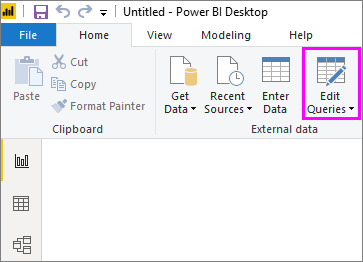 Untitled - Power BI Desktop
File Home View Modeling Help
Paste
Cut
Copy
Format Painter
Clipboard
Get Data
Recent Sources
Enter Data
Edit Queries
External data